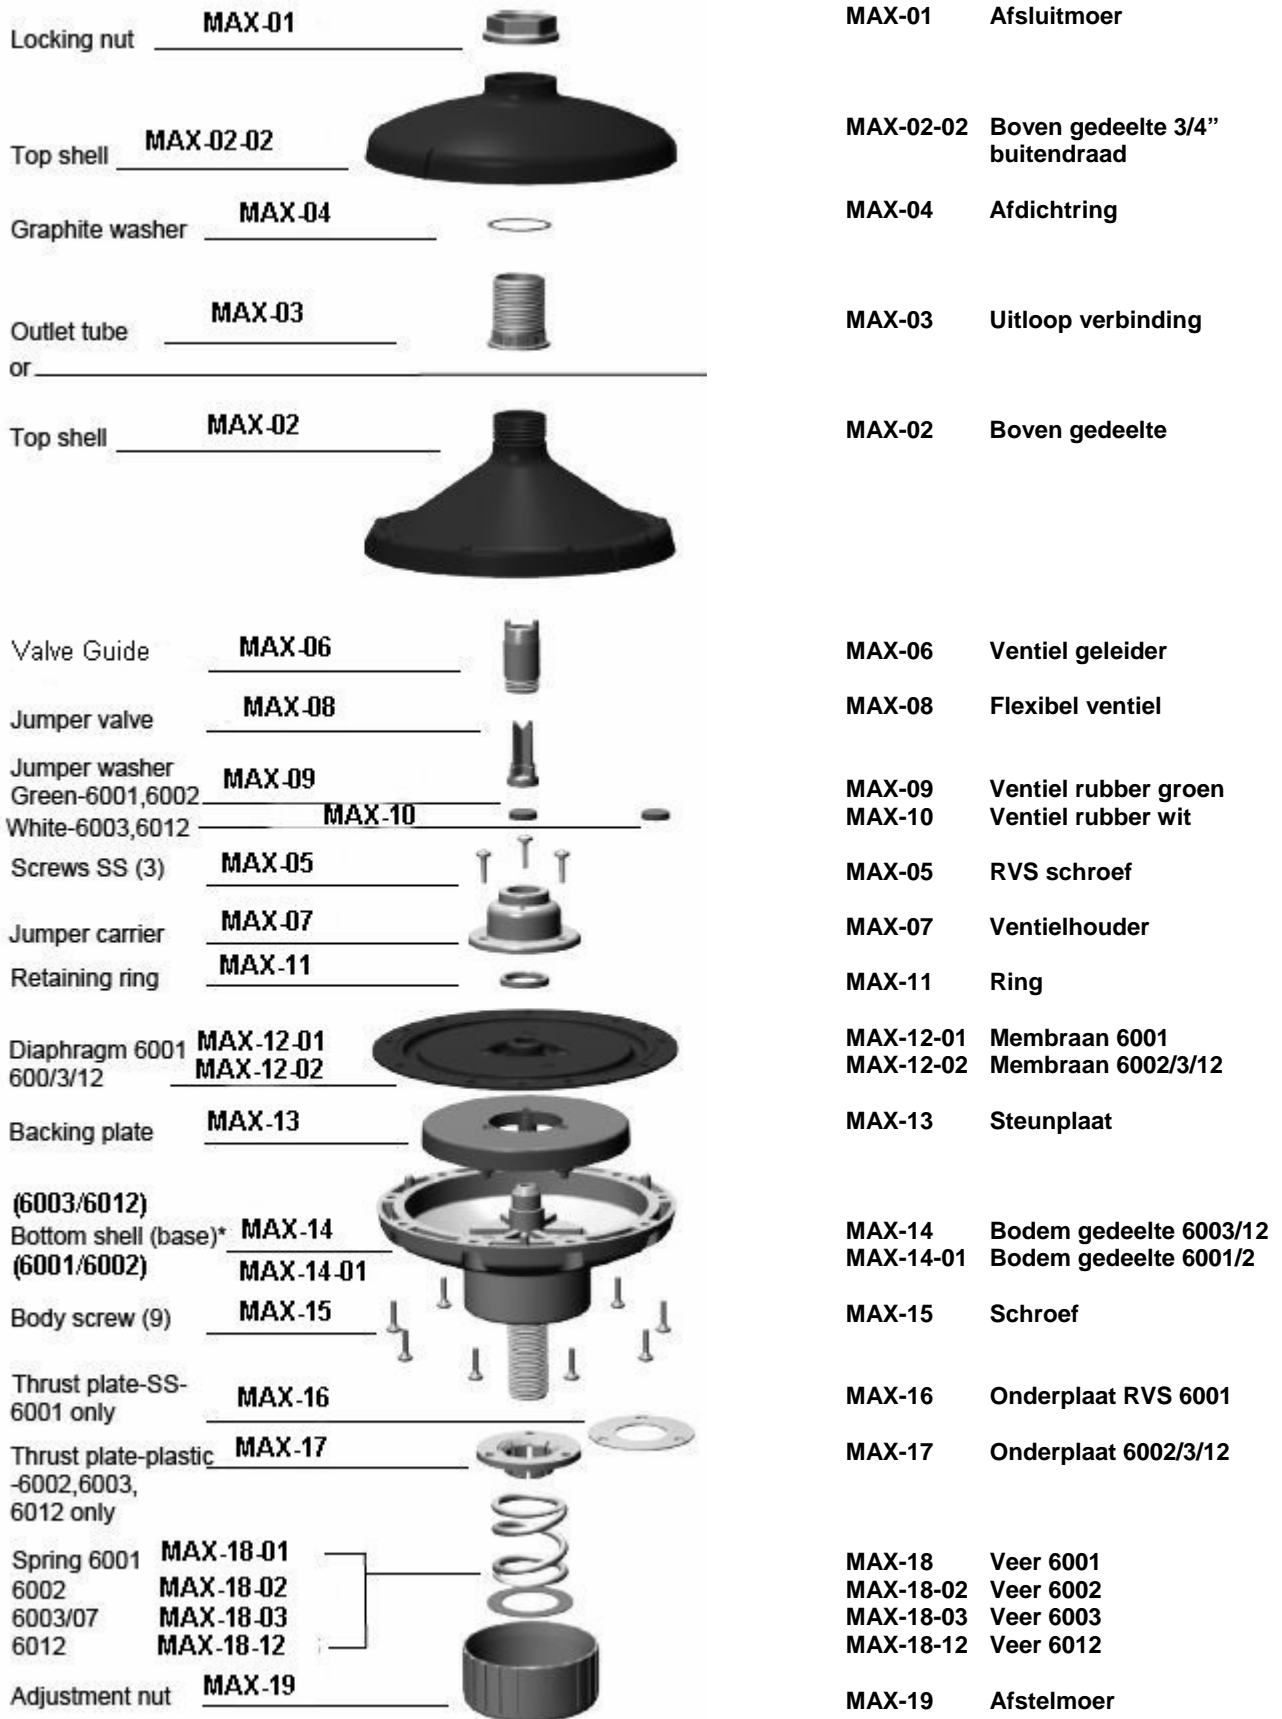 Locking nut MAX-01
Top shell MAX-02-02
Graphite washer MAX-04
Outlet tube MAX-03
or
Top shell MAX-02
Valve Guide MAX-06
Jumper valve MAX-08
Jumper washer
Green-6001,6002 MAX-09
White-6003,6012 MAX-10
Screws SS (3) MAX-05
Jumper carrier MAX-07
Retaining ring MAX-11
Diaphragm 6001 MAX-12-01
600/3/12 MAX-12-02
Backing plate MAX-13
(6003/6012)
Bottom shell (base)* MAX-14
(6001/6002) MAX-14-01
Body screw (9) MAX-15
Thrust plate-SS-
6001 only MAX-16
Thrust plate-plastic MAX-17
-6002,6003,
6012 only
Spring 6001 MAX-18-01
6002 MAX-18-02
6003/07 MAX-18-03
6012 MAX-18-12
Adjustment nut MAX-19
MAX-01 Afsluitmoer
MAX-02-02 Boven gedeelte 3/4”
buitendraad
MAX-04 Afdichtring
MAX-03 Uitloop verbinding
MAX-02 Boven gedeelte
MAX-06 Ventiel geleider
MAX-08 Flexibel ventiel
MAX-09 Ventiel rubber groen
MAX-10 Ventiel rubber wit
MAX-05 RVS schroef
MAX-07 Ventielhouder
MAX-11 Ring
MAX-12-01 Membraan 6001
MAX-12-02 Membraan 6002/3/12
MAX-13 Steunplaat
MAX-14 Bodem gedeelte 6003/12
MAX-14-01 Bodem gedeelte 6001/2
MAX-15 Schroef
MAX-16 Onderplaat RVS 6001
MAX-17 Onderplaat 6002/3/12
MAX-18 Veer 6001
MAX-18-02 Veer 6002
MAX-18-03 Veer 6003
MAX-18-12 Veer 6012
MAX-19 Afstelmoer